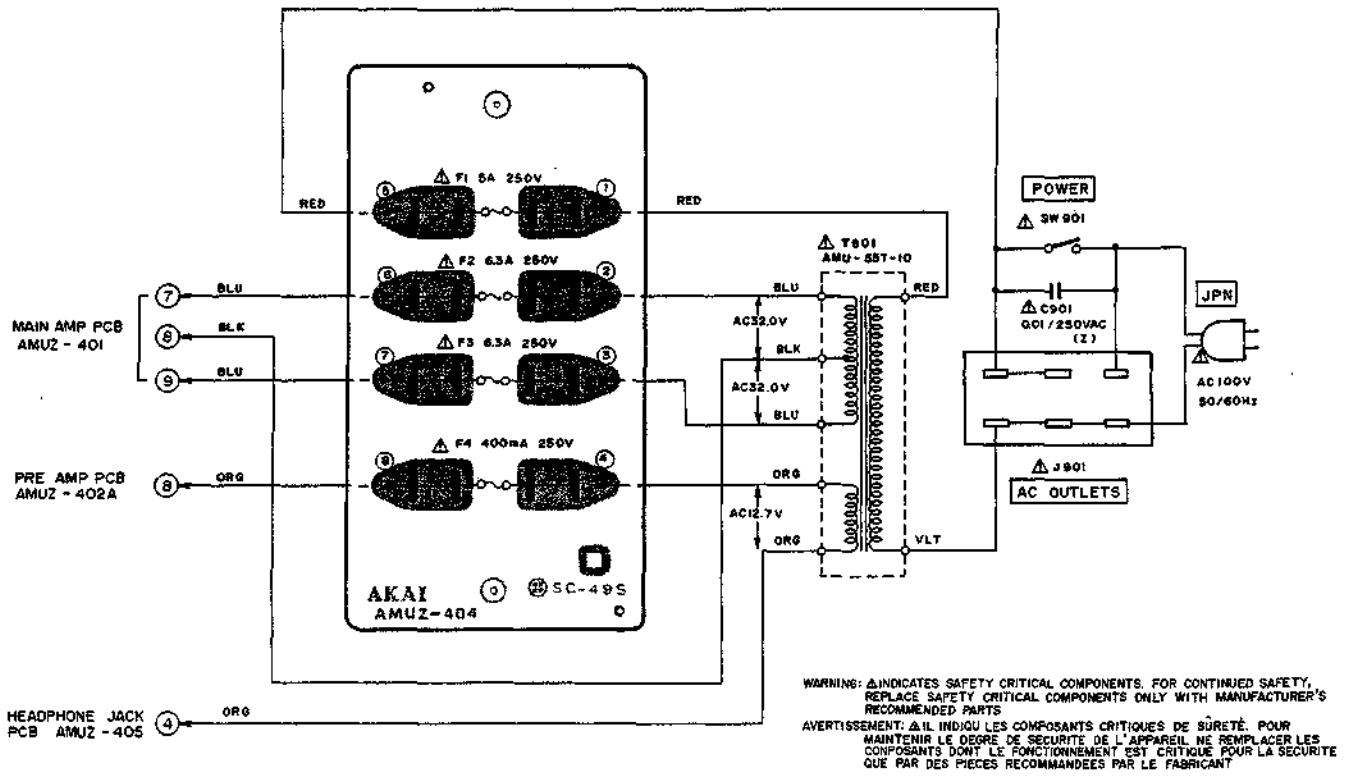 ⚠ F1 5A 250V
5
1
RED
RED
⚠ F2 6.3A 250V
6
2
7
BLU
BLU
MAIN AMP PCB
AMUZ-401
6
BLK
⚠ F3 6.3A 250V
7
3
9
BLU
BLK
BLU
AC32.0V
AC32.0V
⚠ F4 400mA 250V
4
PRE AMP PCB
AMUZ-402A
8
ORG
ORG
AC12.7V
ORG
AKAI
AMUZ-404
SC-49S
HEADPHONE JACK
PCB AMUZ-405
4
ORG
⚠ T901
AMU-55T-10
RED
VLT
POWER
⚠ SW901
⚠ C901
0.01/250VAC
(Z)
JPN
⚠
AC100V
50/60Hz
⚠ J901
AC OUTLETS
WARNING: ⚠INDICATES SAFETY CRITICAL COMPONENTS. FOR CONTINUED SAFETY,
REPLACE SAFETY CRITICAL COMPONENTS ONLY WITH MANUFACTURER'S
RECOMMENDED PARTS
AVERTISSEMENT: ⚠IL INDIQU LES COMPOSANTS CRITIQUES DE SÛRETÉ. POUR
MAINTENIR LE DEGRE DE SECURITE DE L'APPAREIL NE REMPLACER LES
COMPOSANTS DONT LE FONCTIONNEMENT EST CRITIQUE POUR LA SECURITE
QUE PAR DES PIECES RECOMMANDEES PAR LE FABRICANT